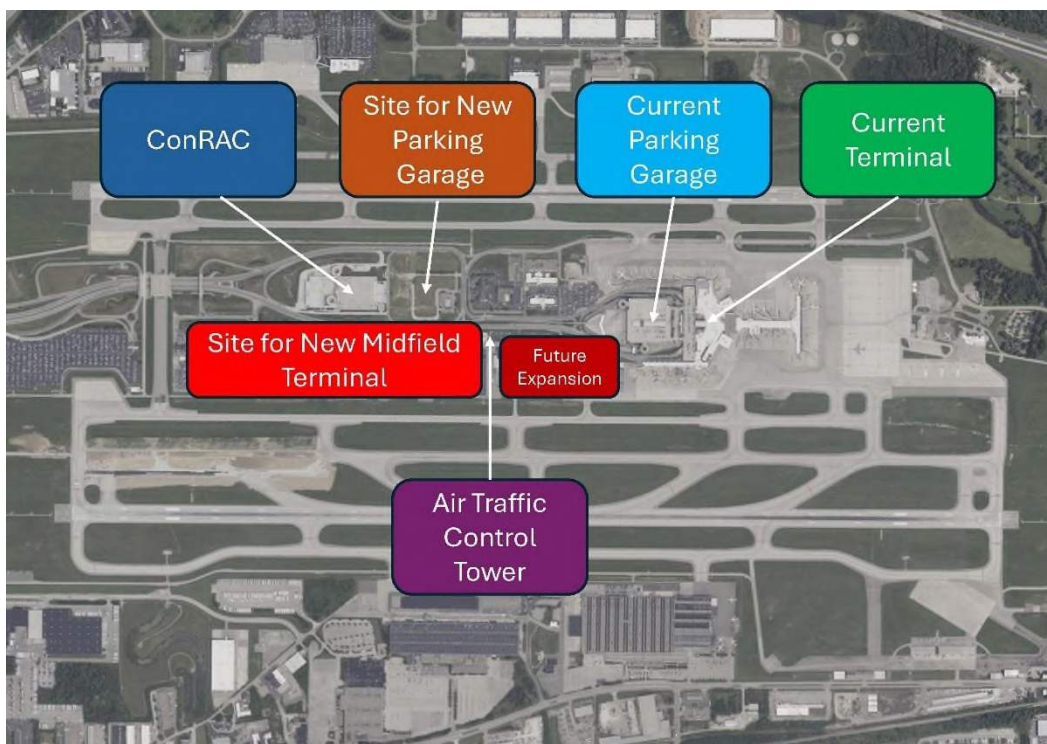 ConRAC
Site for New
Parking
Garage
Current
Parking
Garage
Current
Terminal
Site for New Midfield
Terminal
Future
Expansion
Air Traffic
Control
Tower